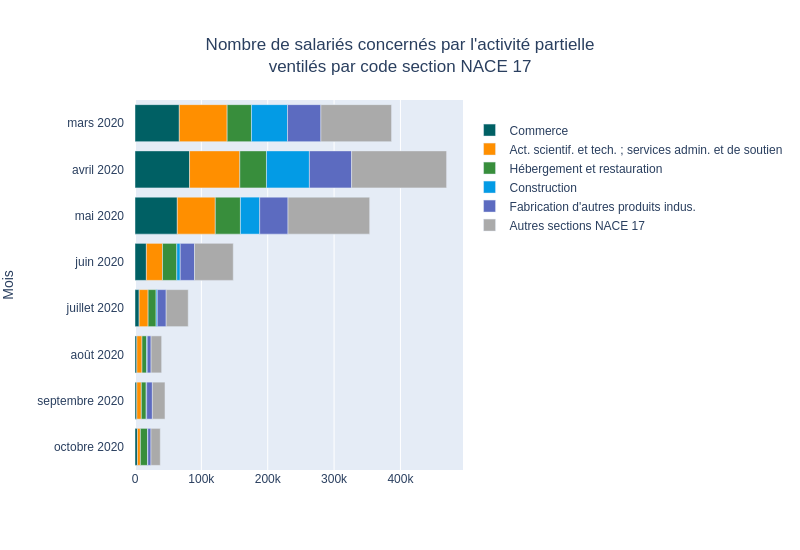 Nombre de salariés concernés par l'activité partielle
ventilés par code section NACE 17
mars 2020
avril 2020
mai 2020
juin 2020
juillet 2020
août 2020
septembre 2020
octobre 2020
Mois
0
100k
200k
300k
400k
Commerce
Act. scientif. et tech. ; services admin. et de soutien
Hébergement et restauration
Construction
Fabrication d'autres produits indus.
Autres sections NACE 17